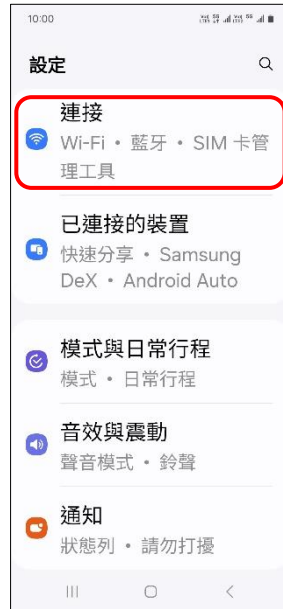 10:00
設定
連接
Wi-Fi • 藍牙 • SIM 卡管
理工具
已連接的裝置
快速分享 • Samsung
DeX • Android Auto
模式與日常行程
模式 • 日常行程
音效與震動
聲音模式 • 鈴聲
通知
狀態列 • 請勿打擾